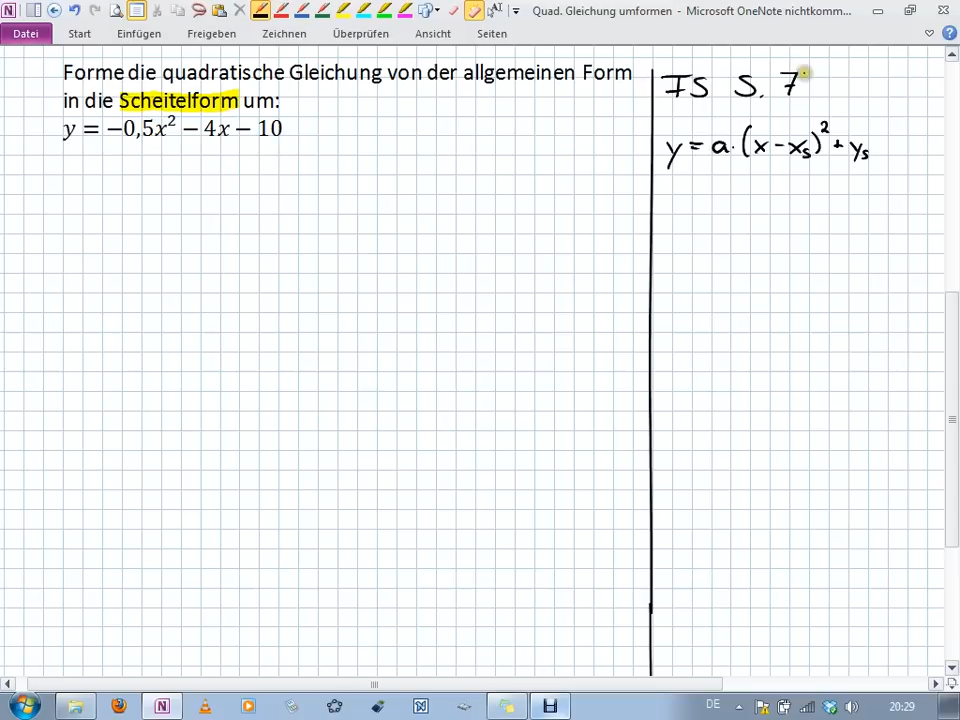 Quad. Gleichung umformen - Microsoft OneNote nichtkomm...
Datei Start Einfügen Freigeben Zeichnen Überprüfen Ansicht Seiten
Forme die quadratische Gleichung von der allgemeinen Form
in die Scheitelform um:
y = −0,5x² − 4x − 10
IS S. 7
y = a·(x − xₛ)² + yₛ
DE 20:29